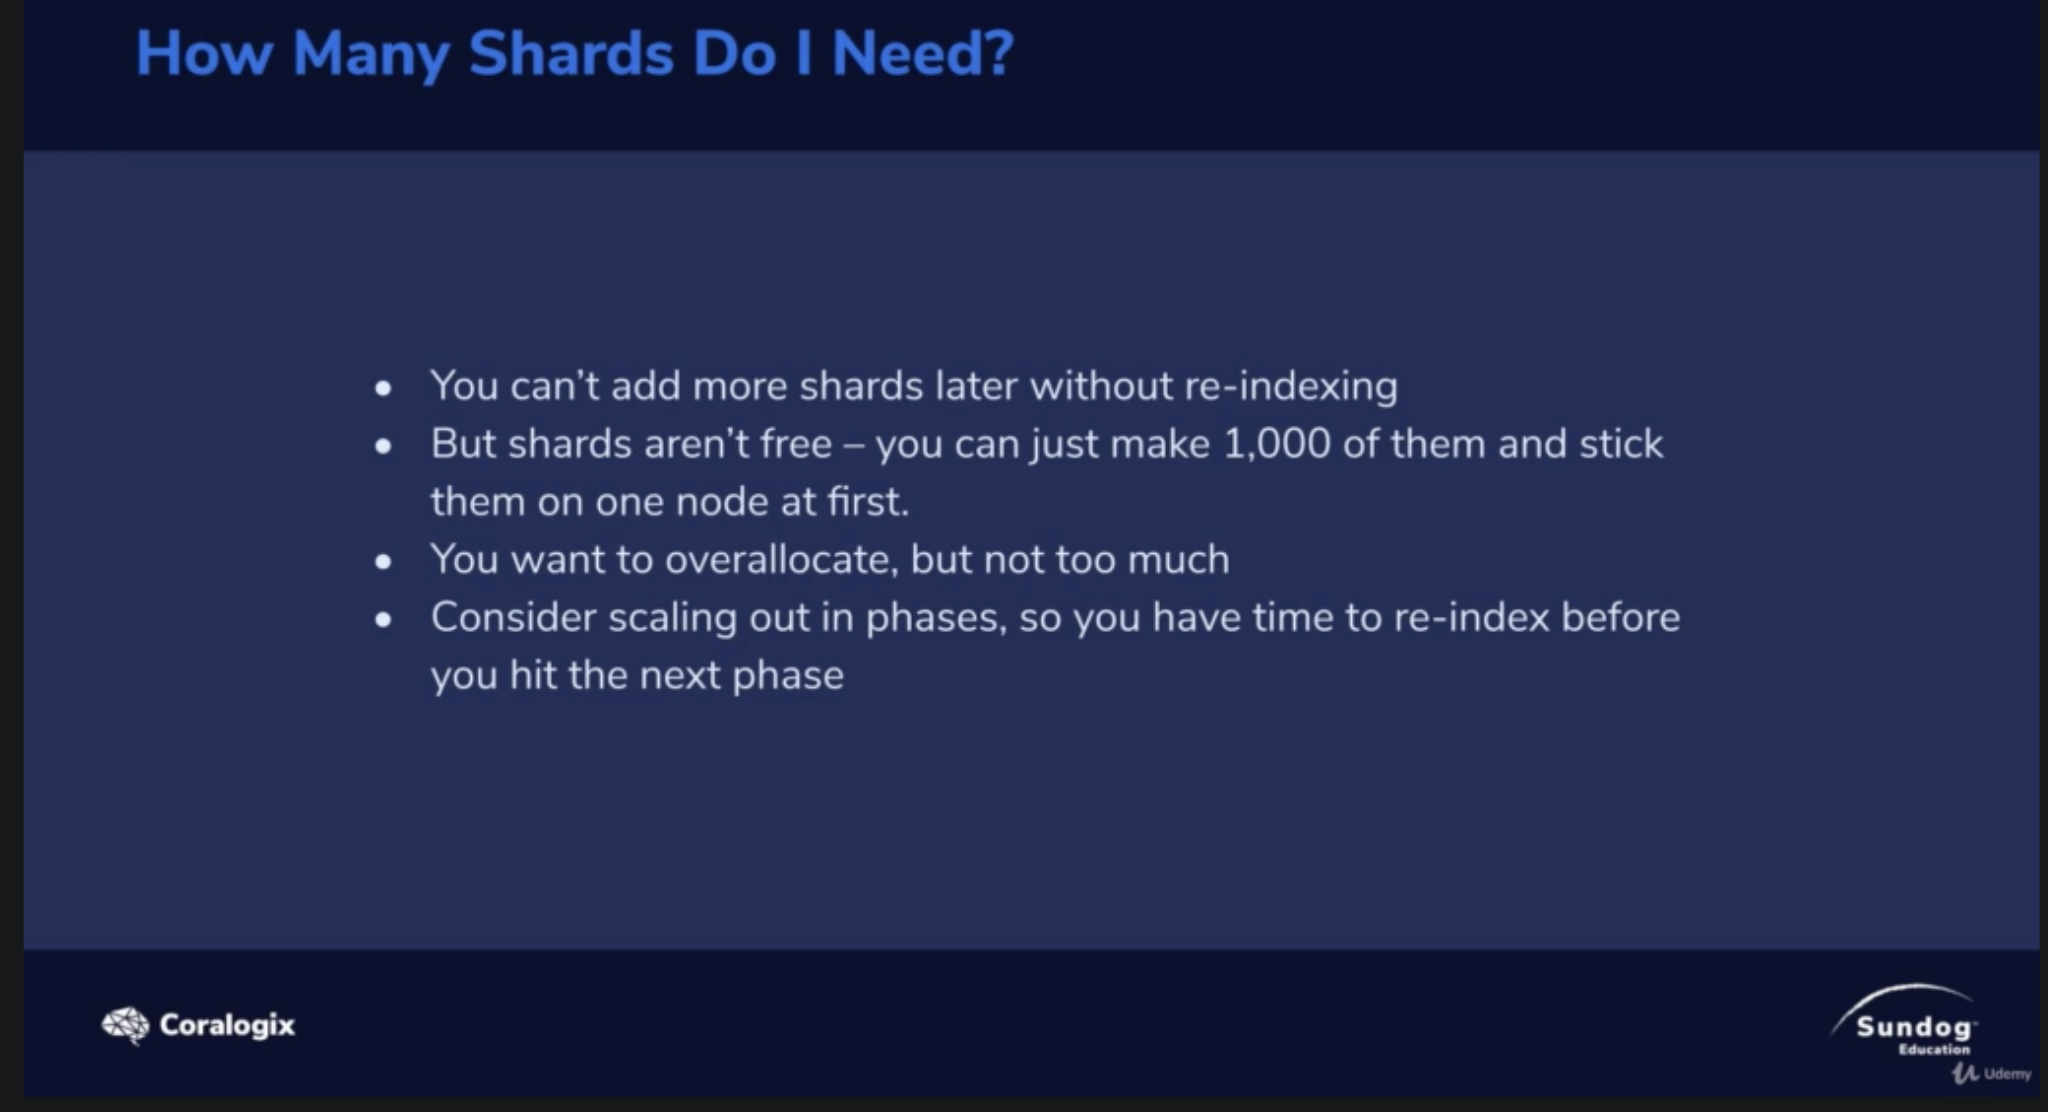 How Many Shards Do I Need?
• You can’t add more shards later without re-indexing
• But shards aren’t free – you can just make 1,000 of them and stick
them on one node at first.
• You want to overallocate, but not too much
• Consider scaling out in phases, so you have time to re-index before
you hit the next phase
Coralogix
Sundog
Education
Udemy